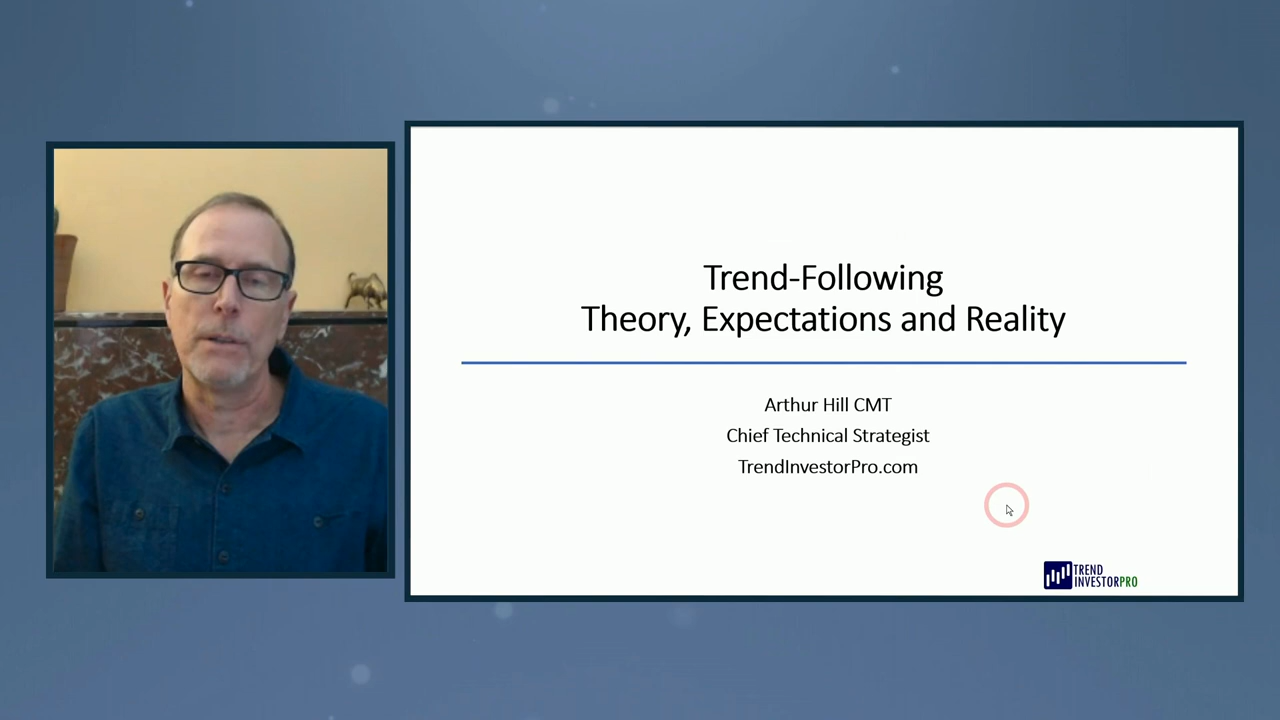 Trend-Following
Theory, Expectations and Reality
Arthur Hill CMT
Chief Technical Strategist
TrendInvestorPro.com
TREND
INVESTORPRO